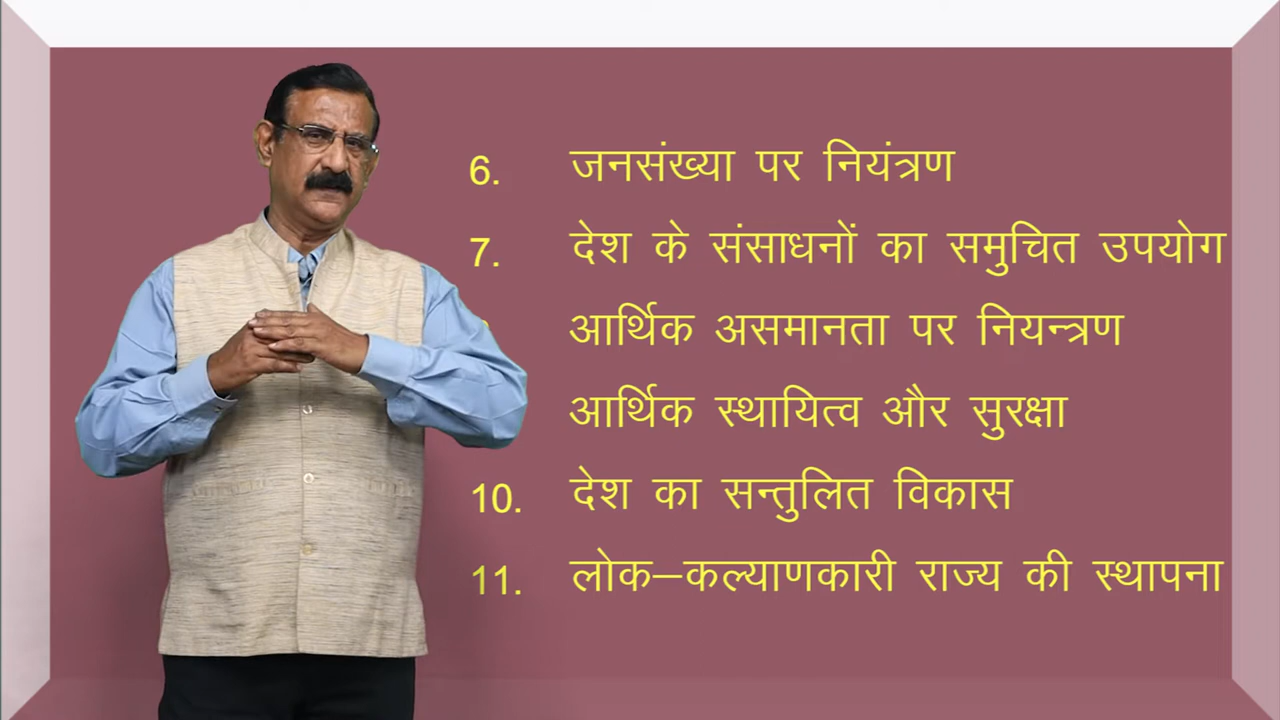 6. जनसंख्या पर नियंत्रण
7. देश के संसाधनों का समुचित उपयोग
आर्थिक असमानता पर नियन्त्रण
आर्थिक स्थायित्व और सुरक्षा
10. देश का सन्तुलित विकास
11. लोक–कल्याणकारी राज्य की स्थापना